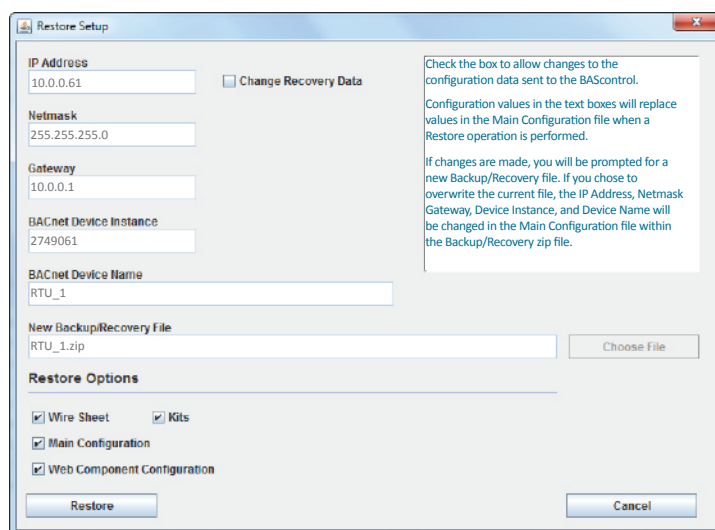 Restore Setup
IP Address
10.0.0.61
Change Recovery Data
Netmask
255.255.255.0
Gateway
10.0.0.1
BACnet Device Instance
2749061
BACnet Device Name
RTU_1
Check the box to allow changes to the
configuration data sent to the BAScontrol.
Configuration values in the text boxes will replace
values in the Main Configuration file when a
Restore operation is performed.
If changes are made, you will be prompted for a
new Backup/Recovery file. If you chose to
overwrite the current file, the IP Address, Netmask
Gateway, Device Instance, and Device Name will
be changed in the Main Configuration file within
the Backup/Recovery zip file.
New Backup/Recovery File
RTU_1.zip
Choose File
Restore Options
Wire Sheet
Kits
Main Configuration
Web Component Configuration
Restore
Cancel